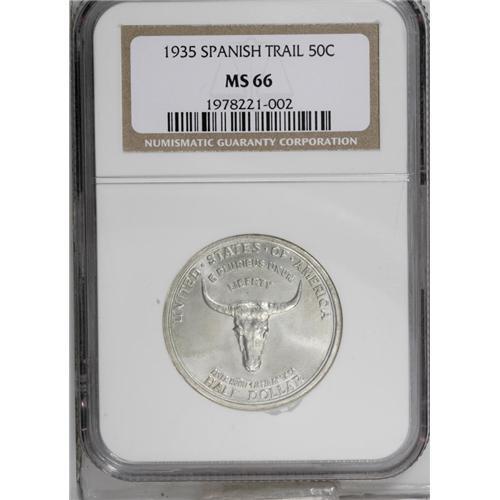 1935 SPANISH TRAIL 50C
MS 66
1978221-002
NUMISMATIC GUARANTY CORPORATION
UNITED·STATES·OF·AMERICA
E PLURIBUS UNUM
LIBERTY
HALF DOLLAR